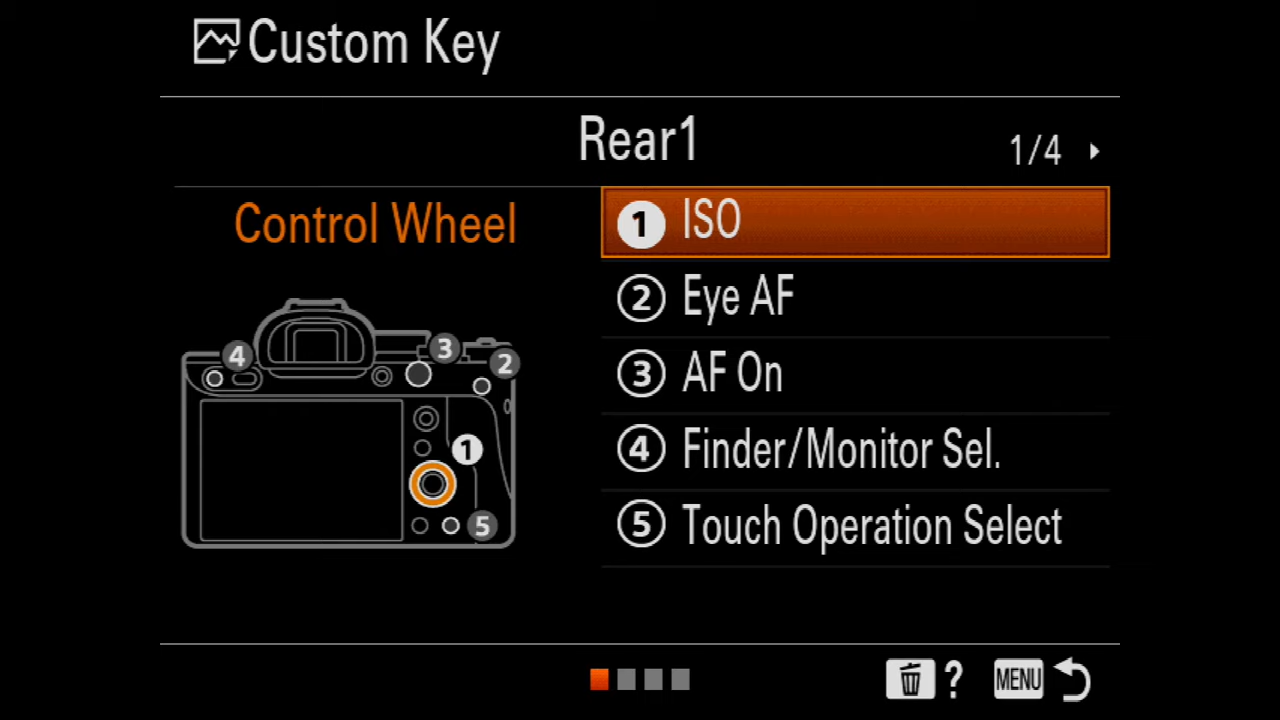 Custom Key
Rear1
1/4
Control Wheel
1 ISO
2 Eye AF
3 AF On
4 Finder/Monitor Sel.
5 Touch Operation Select
4
3
2
1
5
?
MENU